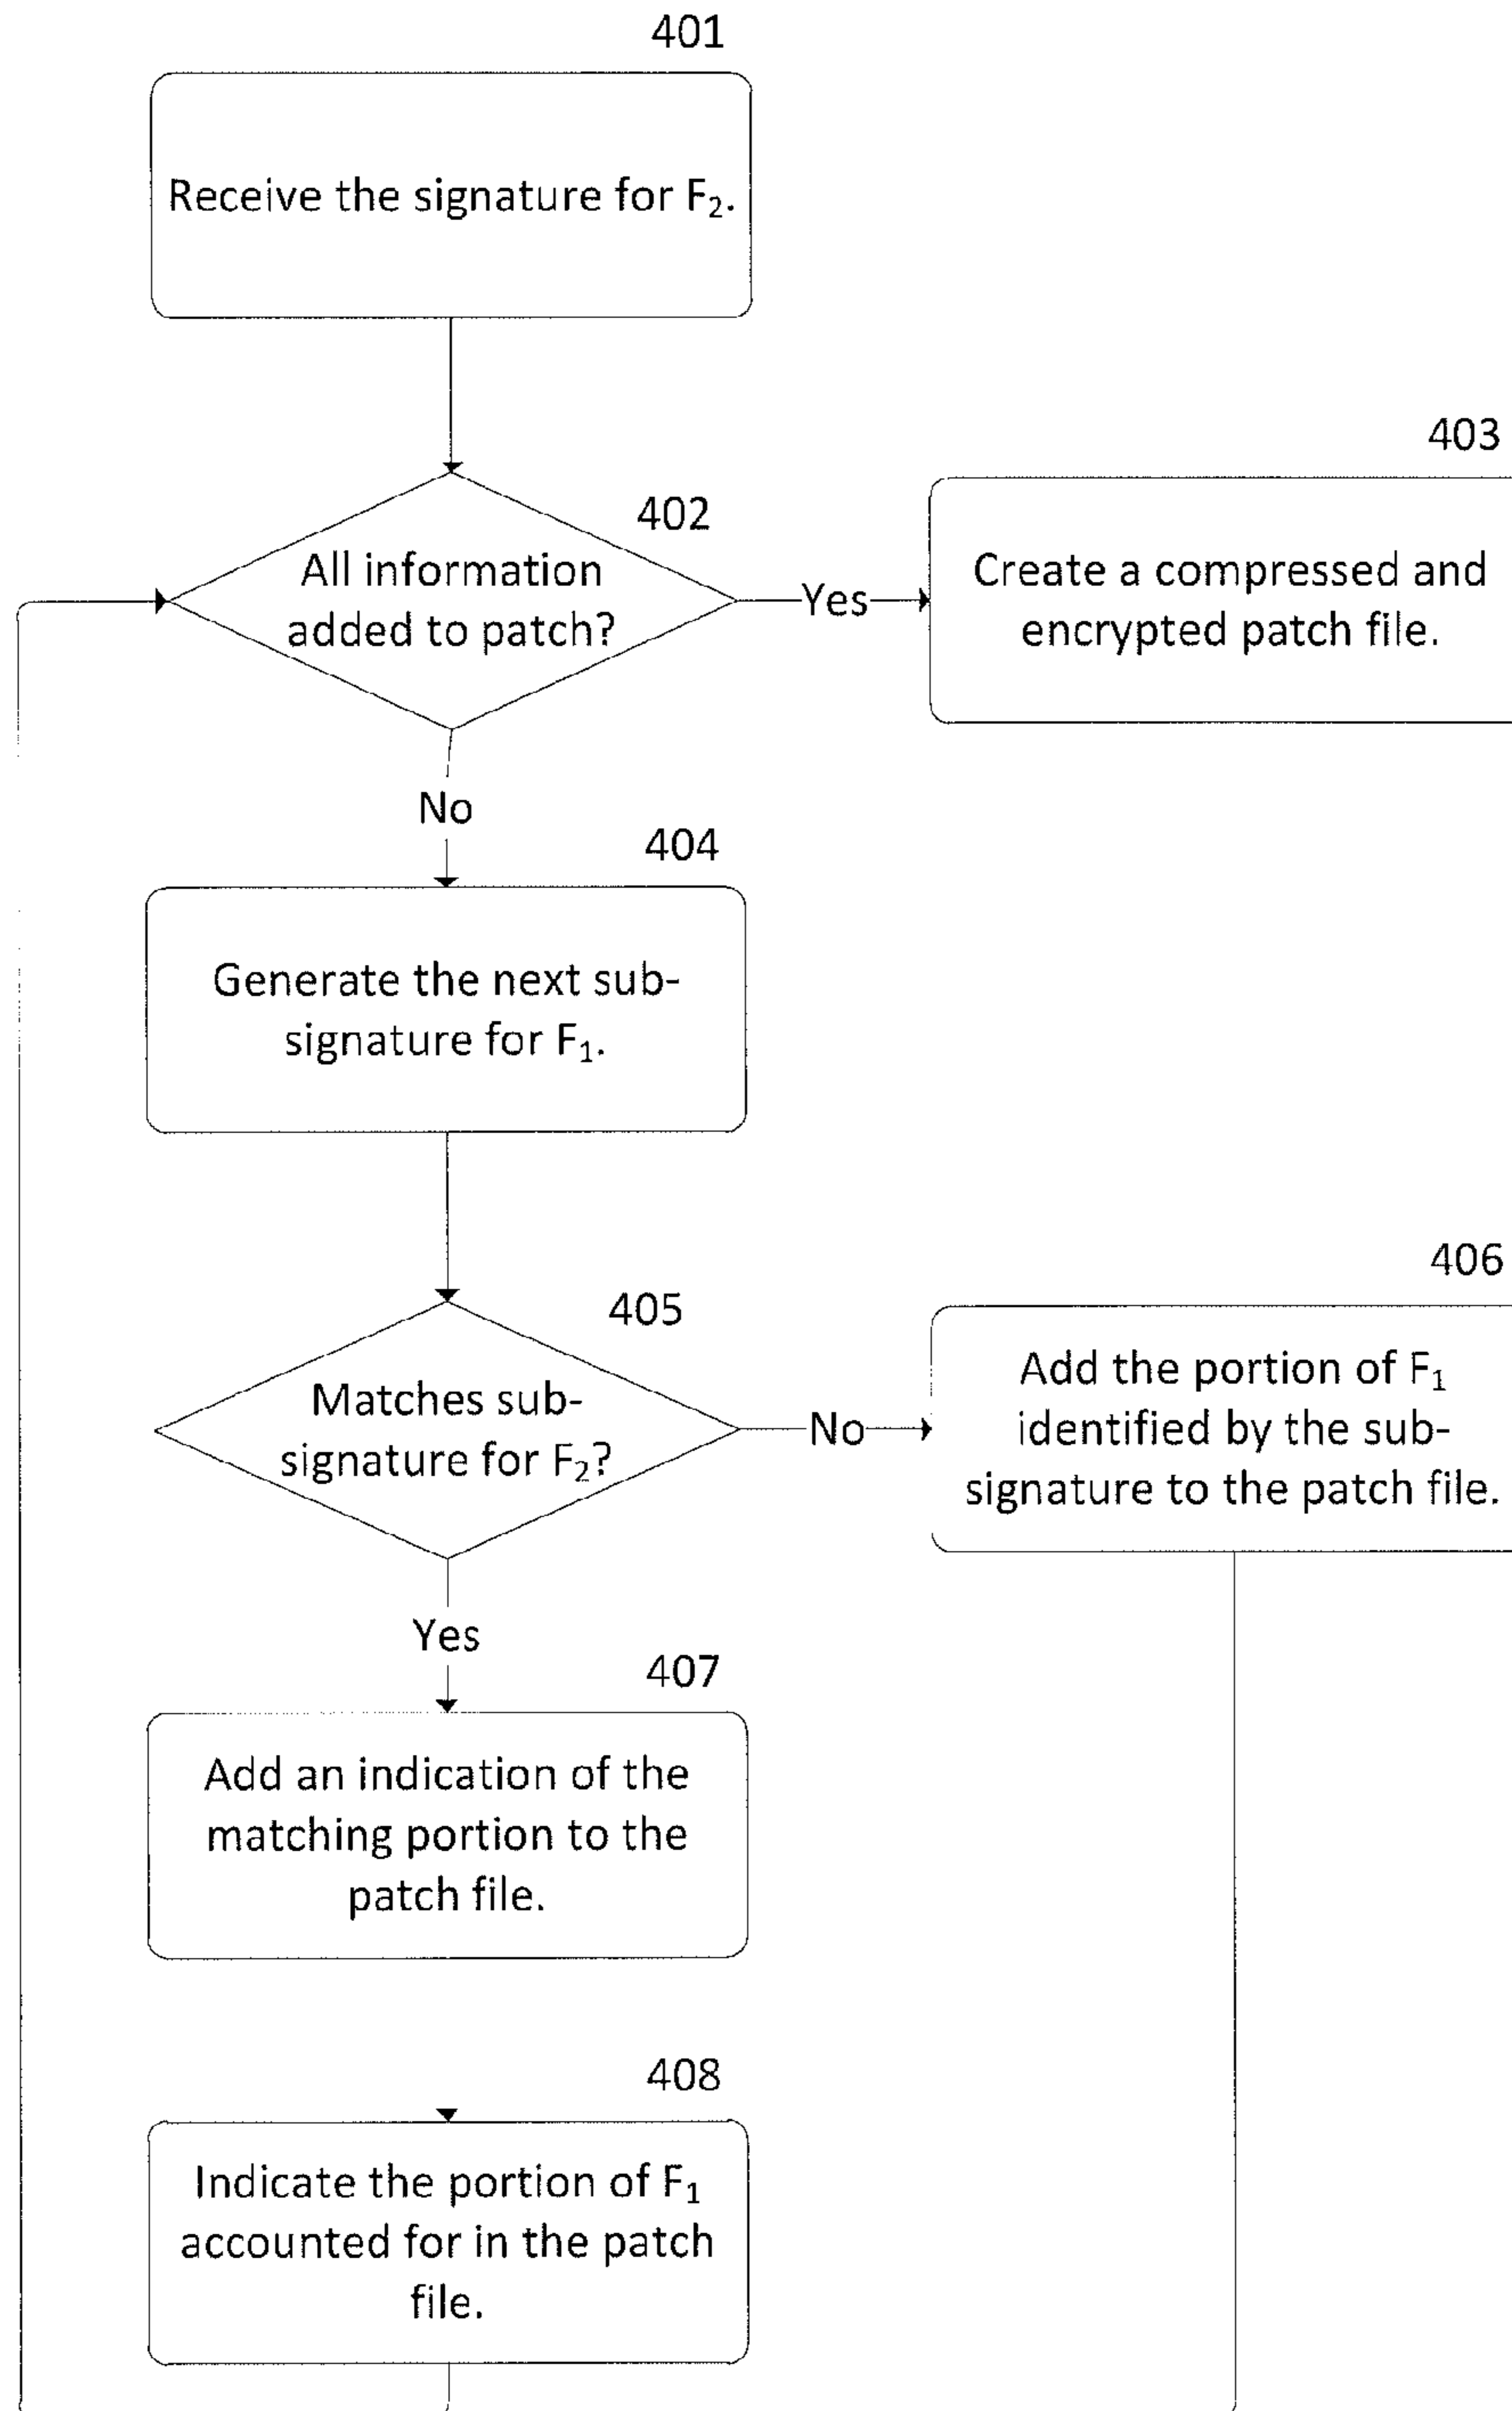 401
Receive the signature for F₂.
402
All information
added to patch?
Yes
403
Create a compressed and
encrypted patch file.
No
404
Generate the next sub-
signature for F₁.
405
Matches sub-
signature for F₂?
No
406
Add the portion of F₁
identified by the sub-
signature to the patch file.
Yes
407
Add an indication of the
matching portion to the
patch file.
408
Indicate the portion of F₁
accounted for in the patch
file.